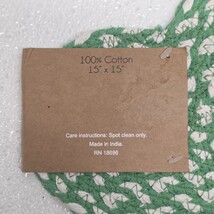 100% Cotton
15" x 15"
Care Instructions: Spot clean only.
Made in India.
RN 18696